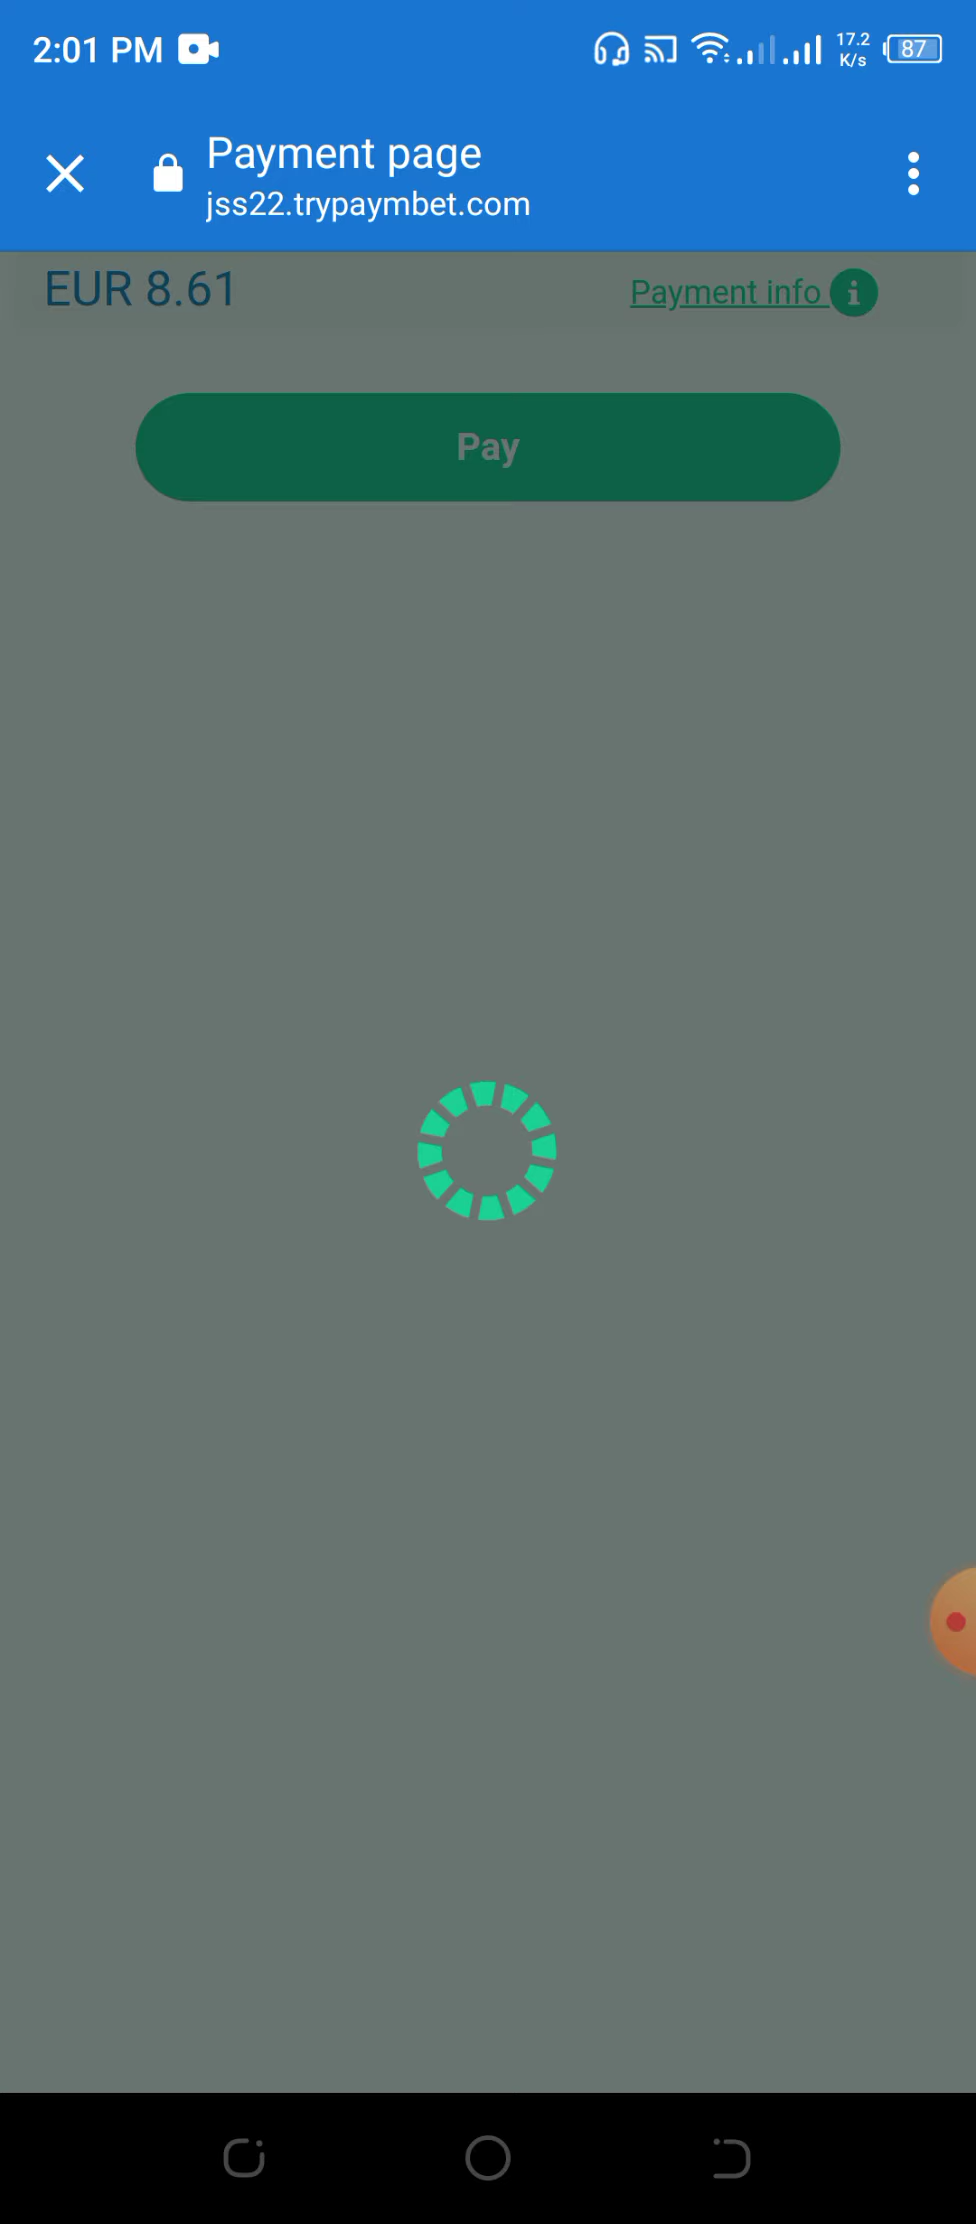 2:01 PM
17.2
K/s
87
Payment page
jss22.trypaymbet.com
EUR 8.61
Payment info
Pay